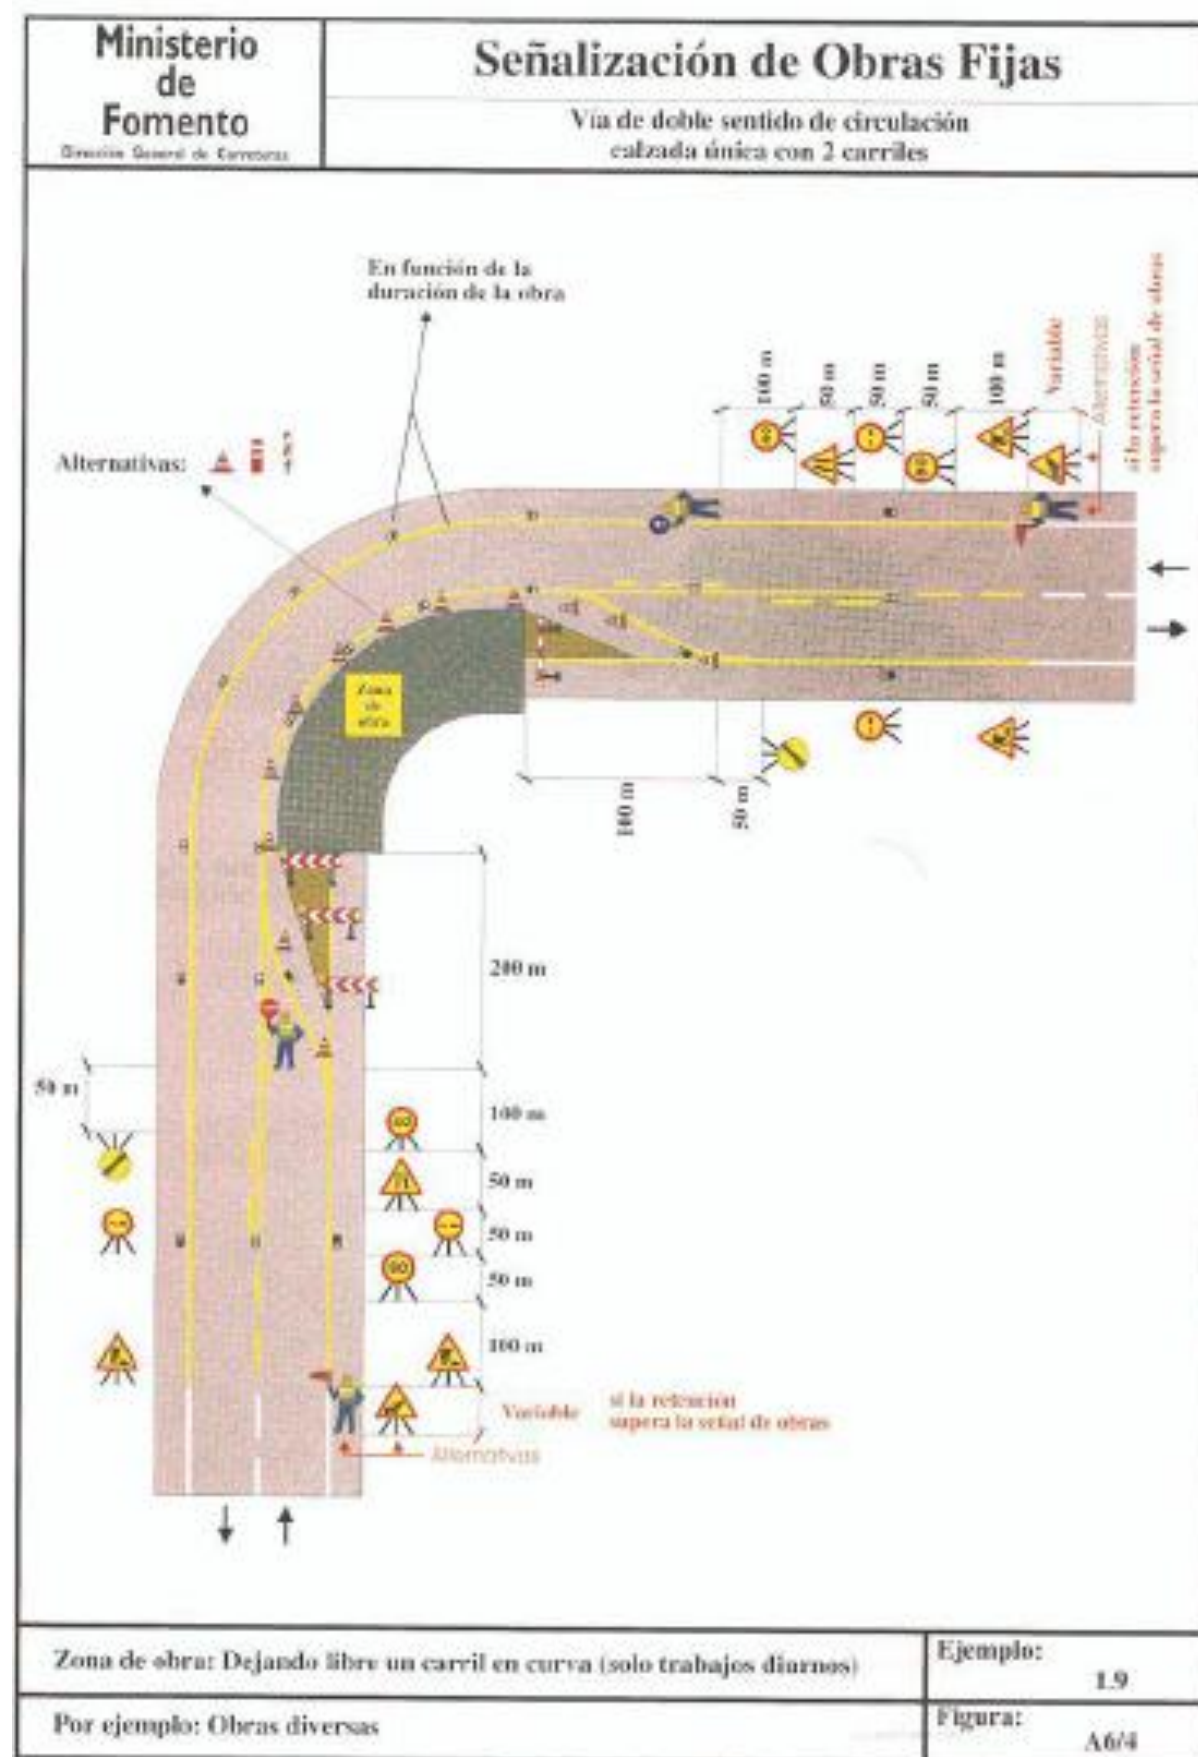 Ministerio
de
Fomento
Dirección General de Carreteras
Señalización de Obras Fijas
Vía de doble sentido de circulación
calzada única con 2 carriles
En función de la
duración de la obra
Alternativas:
100 m
50 m
50 m
50 m
100 m
Variable
Alternativas
si la retención
supera la señal de obras
60
80
Zona
de
obra
100 m
50 m
200 m
50 m
100 m
60
50 m
50 m
80
50 m
100 m
Variable
si la retención
supera la señal de obras
Alternativas
Zona de obra: Dejando libre un carril en curva (solo trabajos diurnos)
Ejemplo:
1.9
Por ejemplo: Obras diversas
Figura:
A6/4